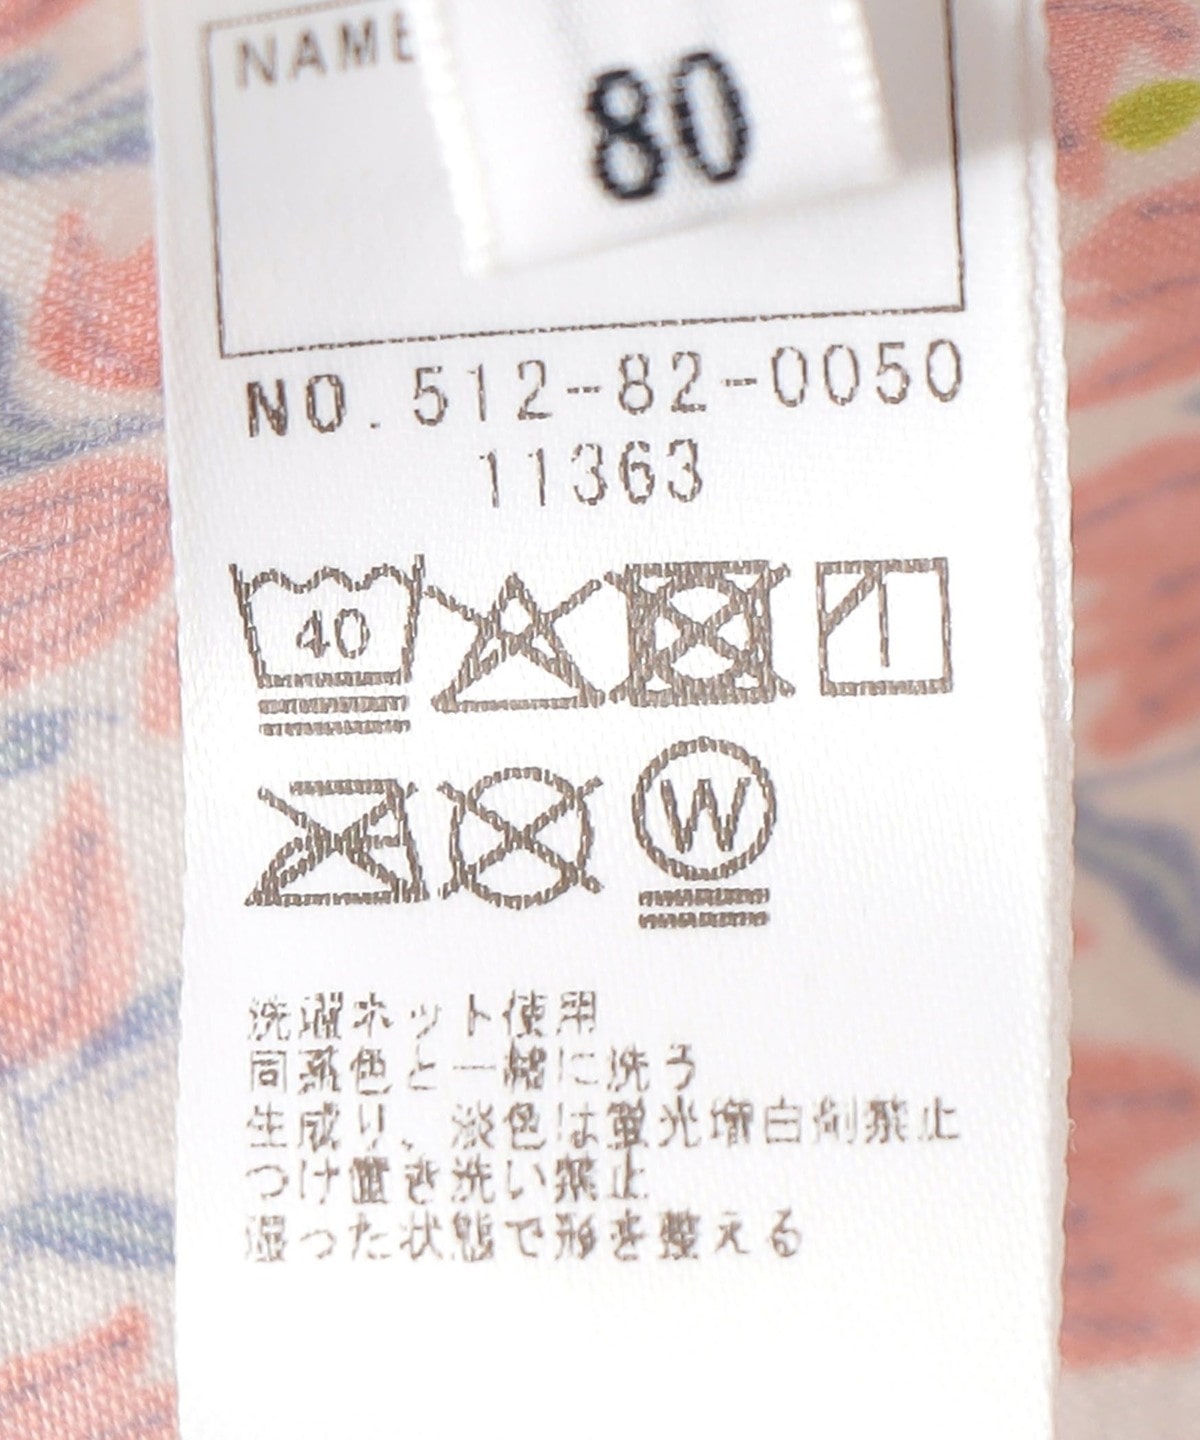 NAME
80
NO. 512-82-0050
11363
40
W
洗濯ネット使用
同系色と一緒に洗う
生成り、淡色は蛍光増白剤禁止
つけ置き洗い禁止
湿った状態で形を整える